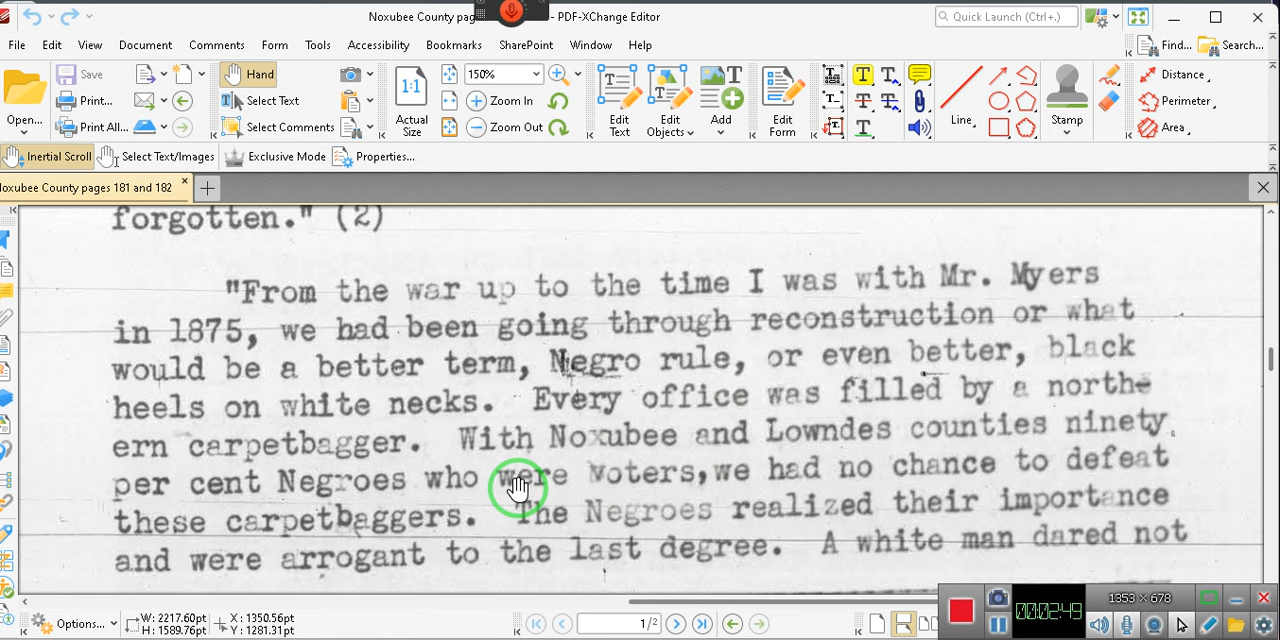 Noxubee County pag
- PDF-XChange Editor
Quick Launch (Ctrl+.)
File Edit View Document Comments Form Tools Accessibility Bookmarks SharePoint Window Help
Find...
Search...
Open...
Save
Print...
Print All...
Hand
Select Text
Select Comments
1:1
Actual Size
150%
Zoom In
Zoom Out
Edit Text
Edit Objects
Add
Edit Form
Line
Stamp
Distance
Perimeter
Area
Inertial Scroll Select Text/Images Exclusive Mode Properties...
Noxubee County pages 181 and 182
forgotten." (2)
"From the war up to the time I was with Mr. Myers
in 1875, we had been going through reconstruction or what
would be a better term, Negro rule, or even better, black
heels on white necks. Every office was filled by a northe
ern carpetbagger. With Noxubee and Lowndes counties ninety
per cent Negroes who were voters, we had no chance to defeat
these carpetbaggers. The Negroes realized their importance
and were arrogant to the last degree. A white man dared not
Options...
W: 2217.60pt
H: 1589.76pt
X: 1350.56pt
Y: 1281.31pt
1/2
00:02:49
1353 × 678